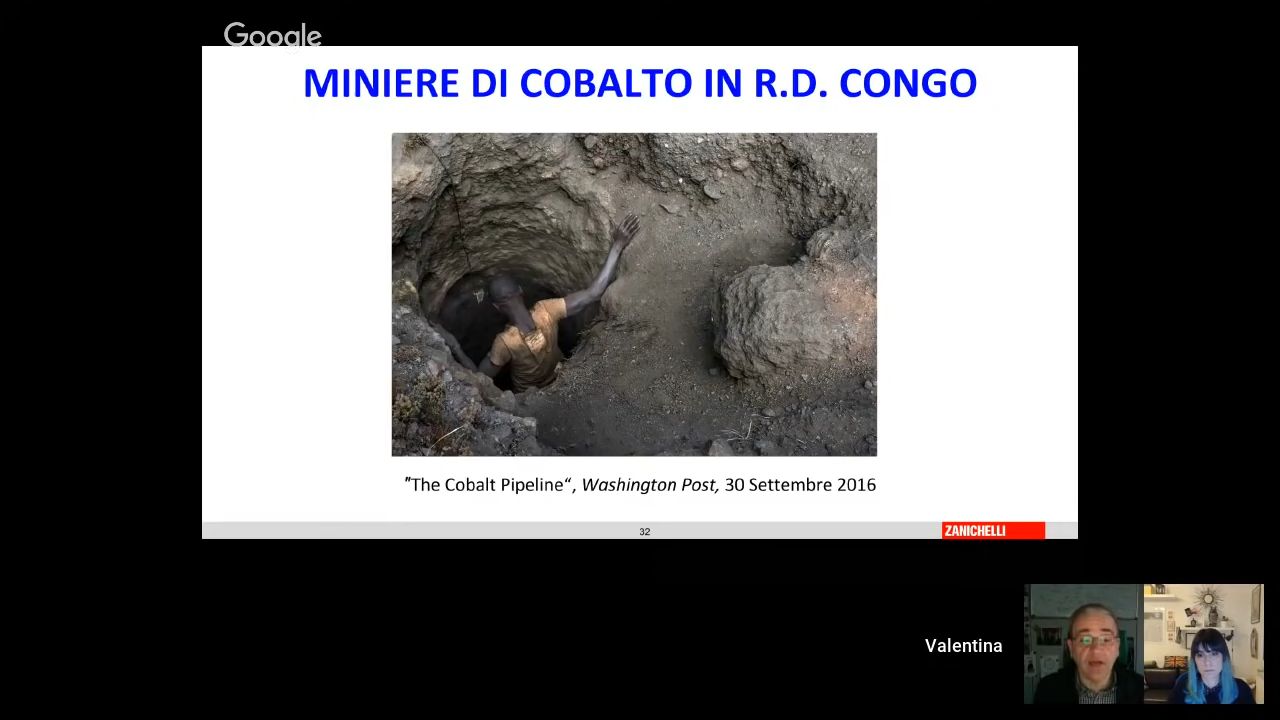 Google
MINIERE DI COBALTO IN R.D. CONGO
"The Cobalt Pipeline“, Washington Post, 30 Settembre 2016
32
ZANICHELLI
Valentina